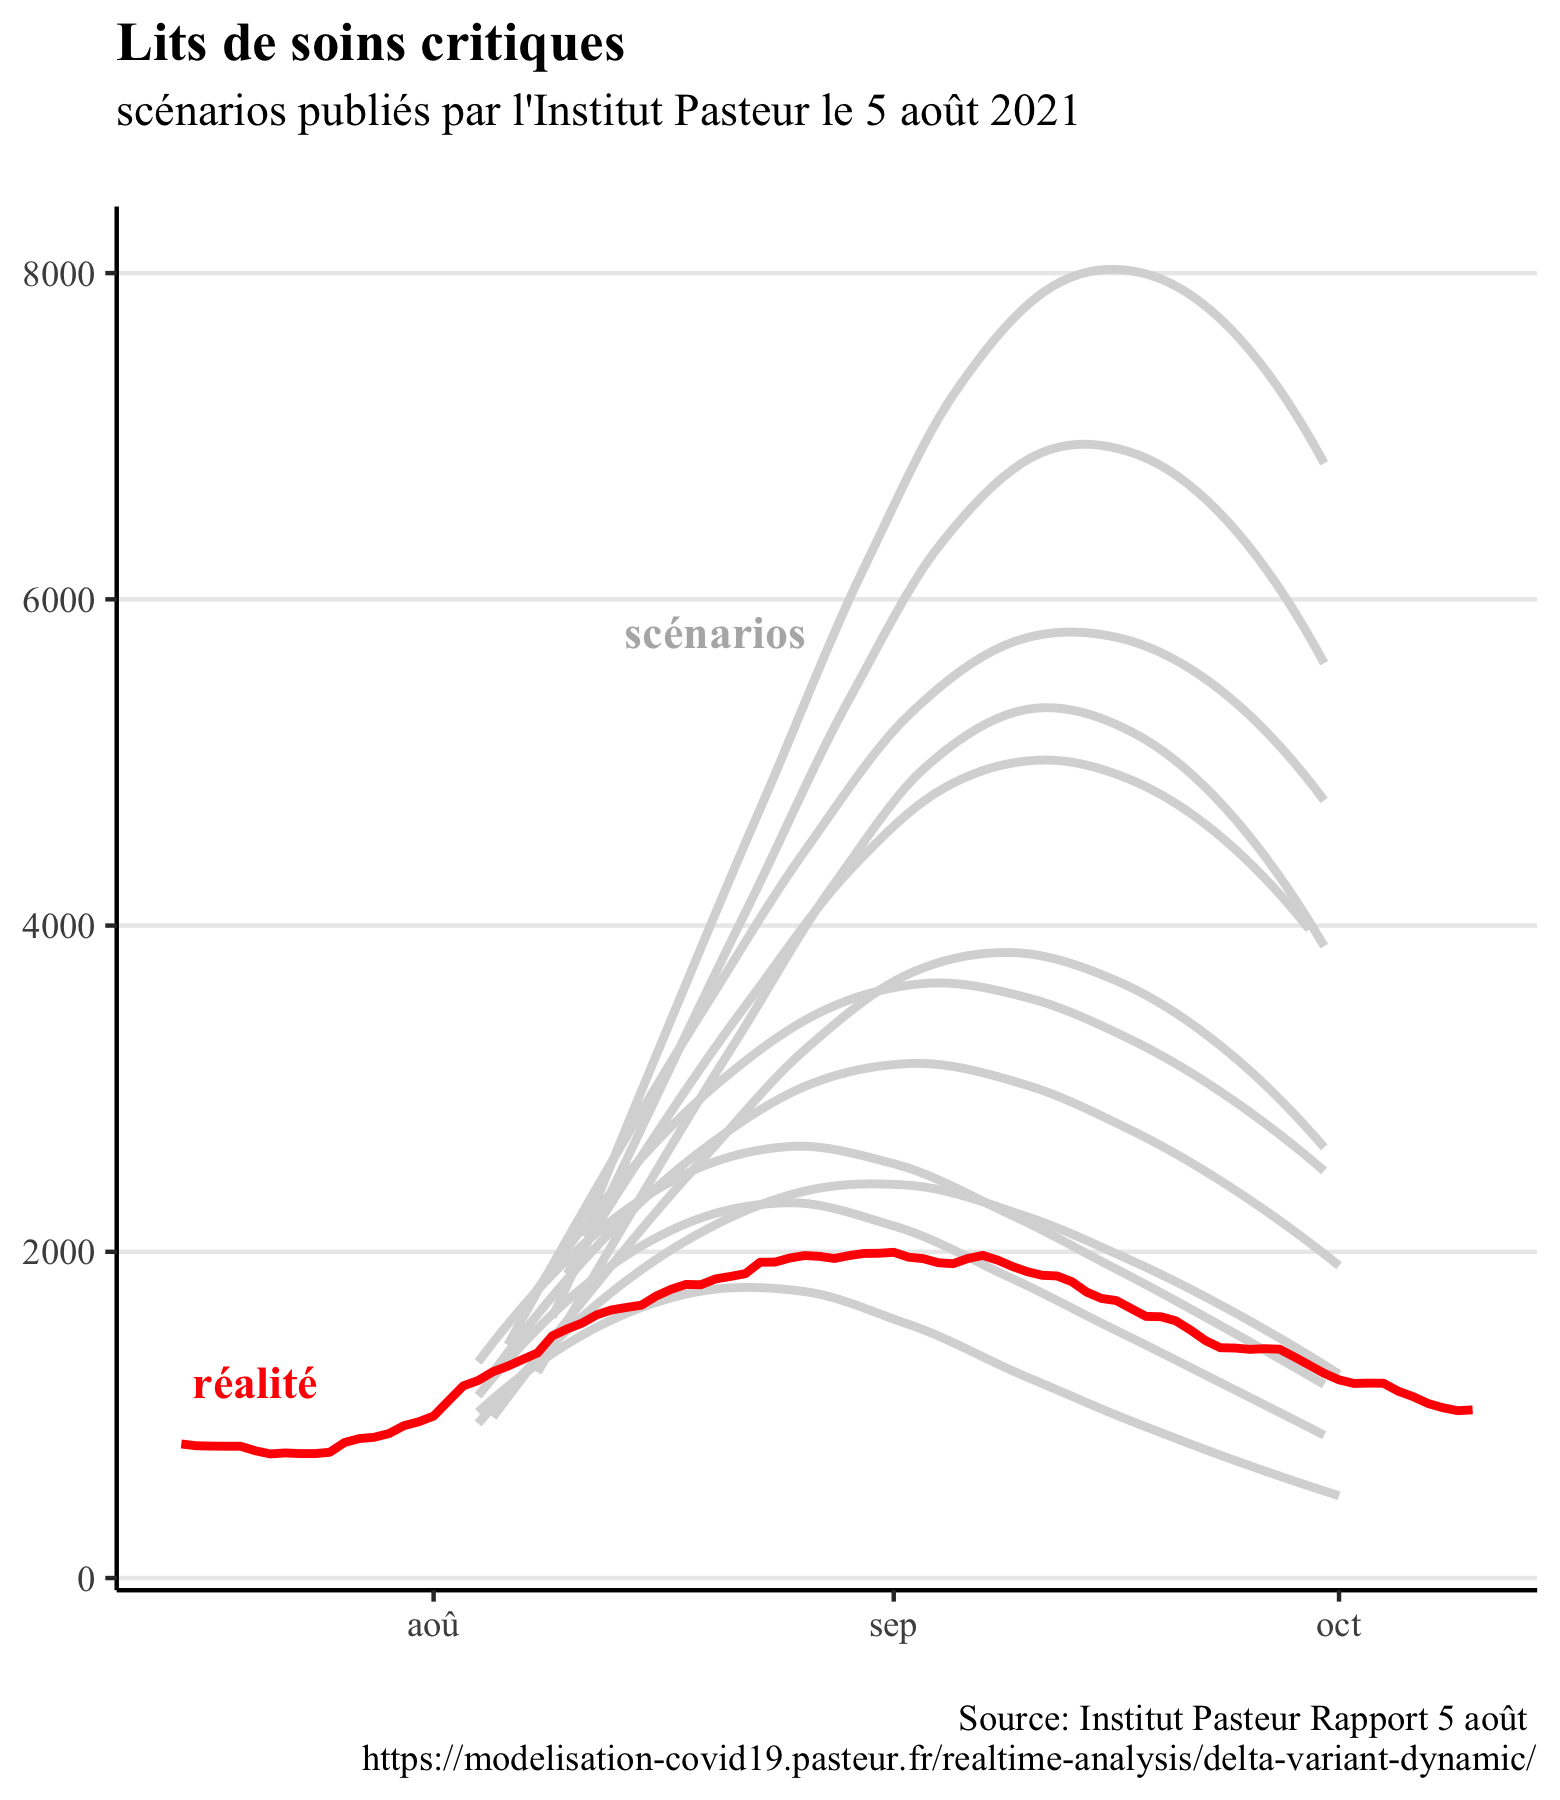 Lits de soins critiques
scénarios publiés par l'Institut Pasteur le 5 août 2021
8000
6000
scénarios
4000
2000
réalité
0
aoû sep oct
Source: Institut Pasteur Rapport 5 août
https://modelisation-covid19.pasteur.fr/realtime-analysis/delta-variant-dynamic/